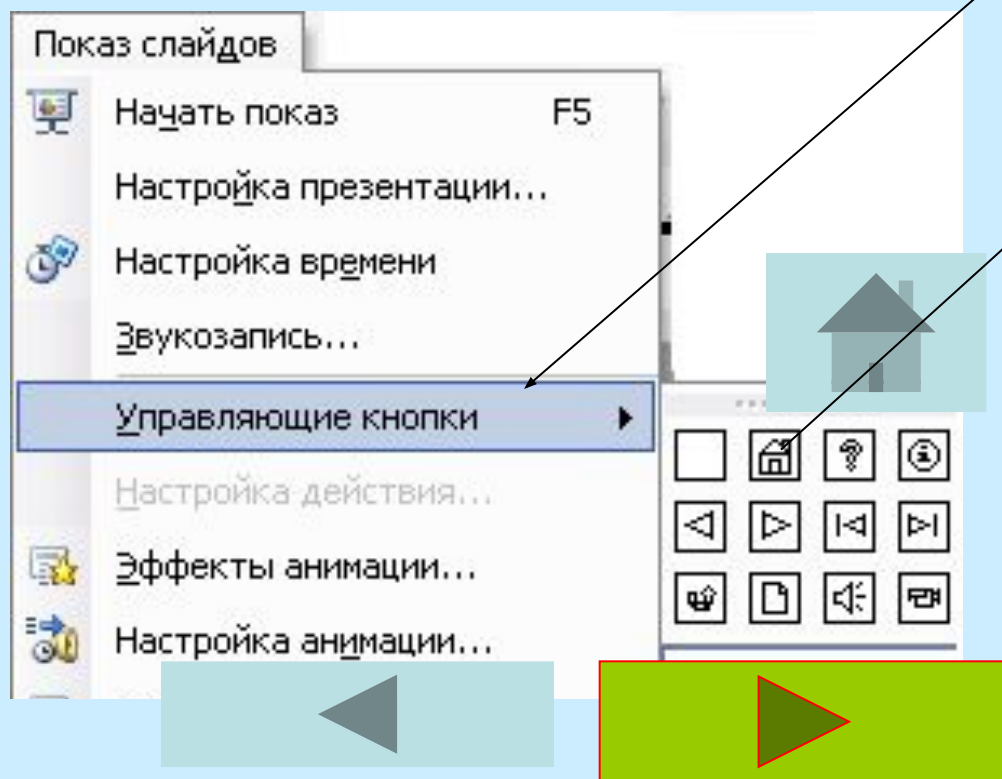 Показ слайдов
Начать показ F5
Настройка презентации...
Настройка времени
Звукозапись...
Управляющие кнопки
Настройка действия...
Эффекты анимации...
Настройка анимации...